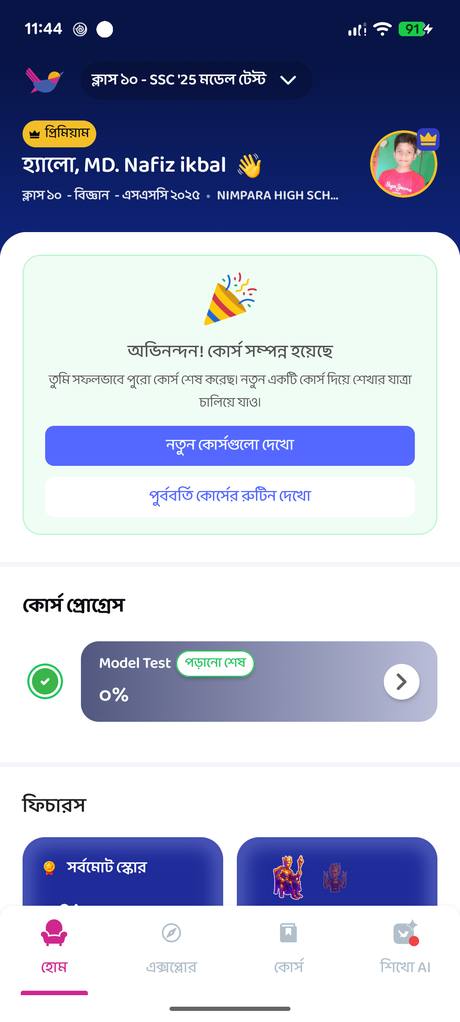 11:44
91
ক্লাস ১০ - SSC '25 মডেল টেস্ট
প্রিমিয়াম
হ্যালো, MD. Nafiz ikbal 👋
ক্লাস ১০ - বিজ্ঞান - এসএসসি ২০২৫ • NIMPARA HIGH SCH...
অভিনন্দন! কোর্স সম্পন্ন হয়েছে
তুমি সফলভাবে পুরো কোর্স শেষ করেছ। নতুন একটি কোর্স দিয়ে শেখার যাত্রা
চালিয়ে যাও।
নতুন কোর্সগুলো দেখো
পুর্ববর্তি কোর্সের রুটিন দেখো
কোর্স প্রোগ্রেস
Model Test পড়ানো শেষ
০%
ফিচারস
সর্বমোট স্কোর
হোম
এক্সপ্লোর
কোর্স
শিখো AI